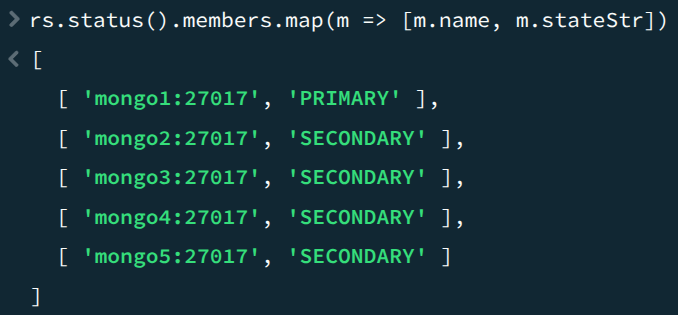 > rs.status().members.map(m => [m.name, m.stateStr])
< [
[ 'mongo1:27017', 'PRIMARY' ],
[ 'mongo2:27017', 'SECONDARY' ],
[ 'mongo3:27017', 'SECONDARY' ],
[ 'mongo4:27017', 'SECONDARY' ],
[ 'mongo5:27017', 'SECONDARY' ]
]